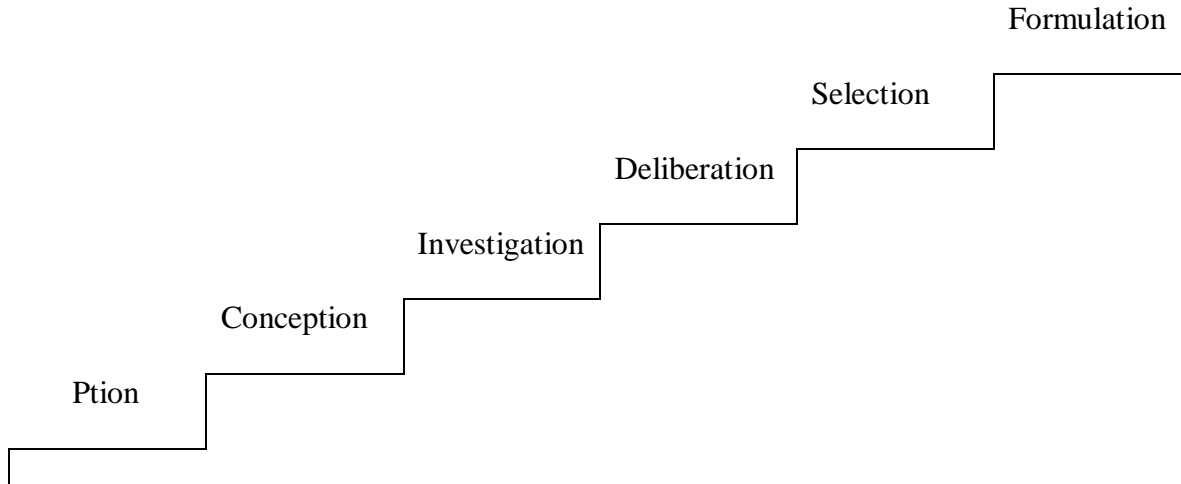 Formulation
Selection
Deliberation
Investigation
Conception
Ption